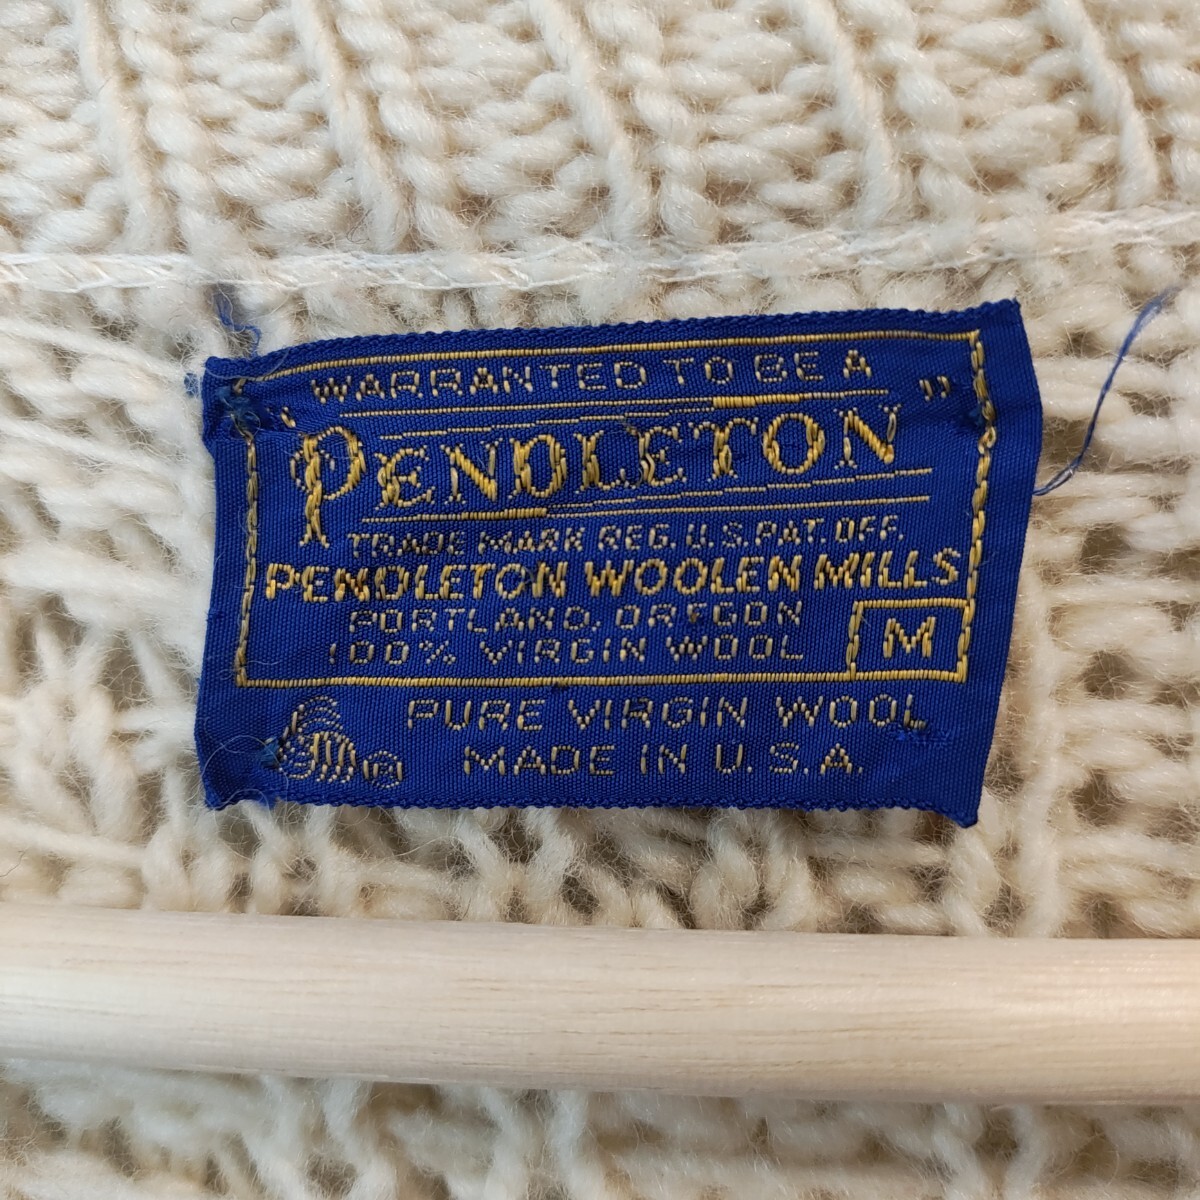 WARRANTED TO BE A
"PENDLETON"
TRADE MARK REG. U.S. PAT. OFF.
PENDLETON WOOLEN MILLS
PORTLAND, OREGON
100% VIRGIN WOOL
M
PURE VIRGIN WOOL
® MADE IN U.S.A.